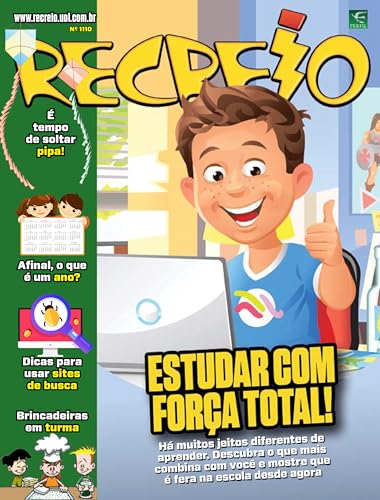 www.recreio.uol.com.br
Nº 1110
PERFIL
RECREIO
É
tempo
de soltar
pipa!
Afinal, o que
é um ano?
Dicas para
usar sites
de busca
Brincadeiras
em turma
ESTUDAR COM
FORÇA TOTAL!
Há muitos jeitos diferentes de
aprender. Descubra o que mais
combina com você e mostre que
é fera na escola desde agora